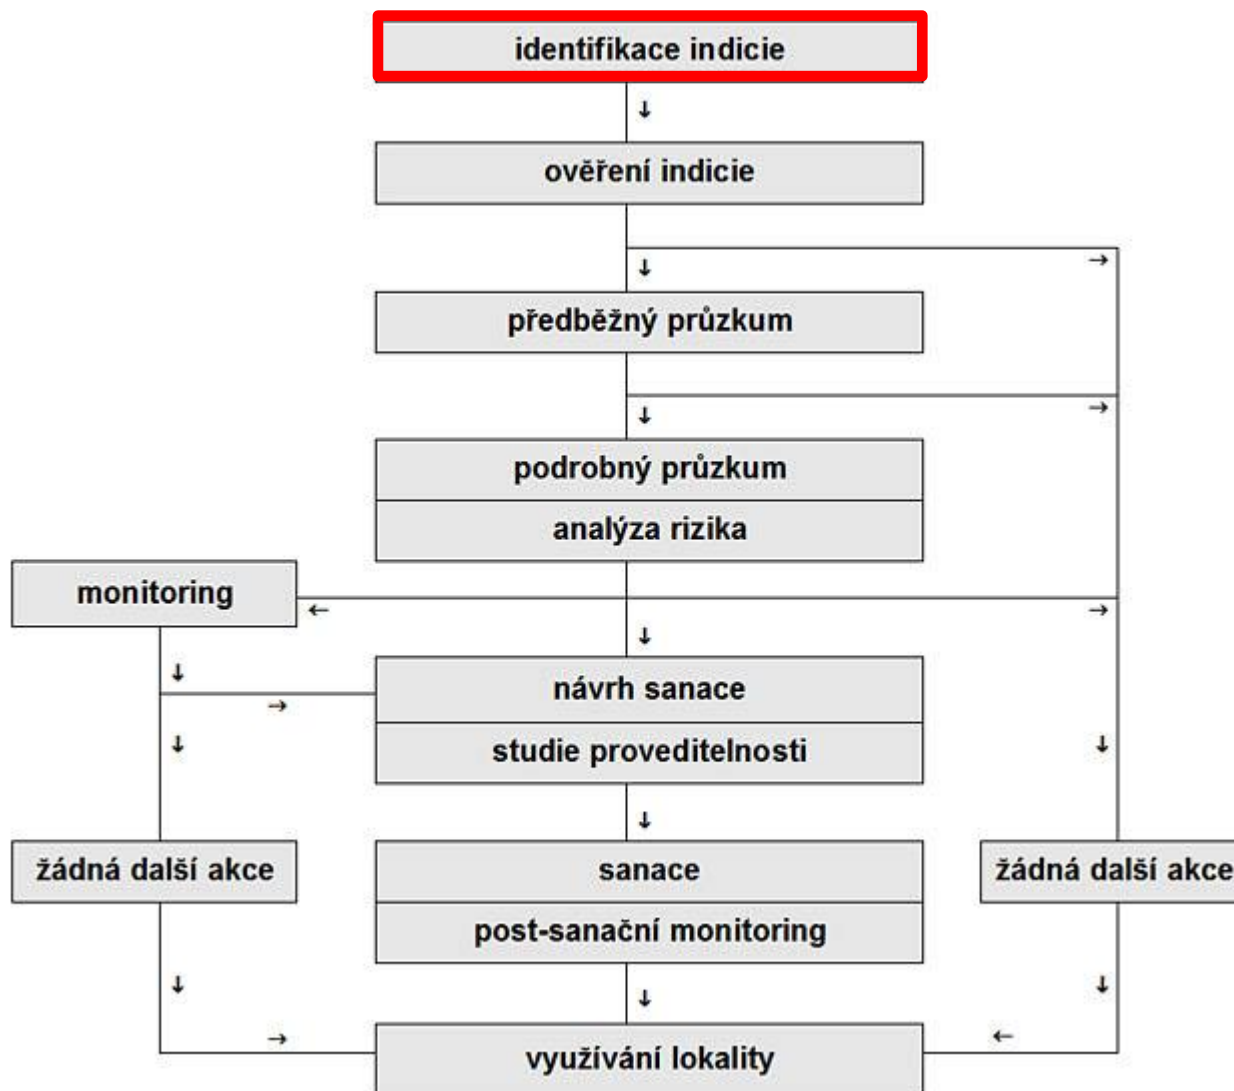 identifikace indicie
↓
ověření indicie
↓
→
předběžný průzkum
↓
→
podrobný průzkum
analýza rizika
monitoring
←
→
↓
↓
návrh sanace
→
studie proveditelnosti
↓
↓
↓
žádná další akce
sanace
žádná další akce
post-sanační monitoring
↓
↓
↓
→
využívání lokality
←